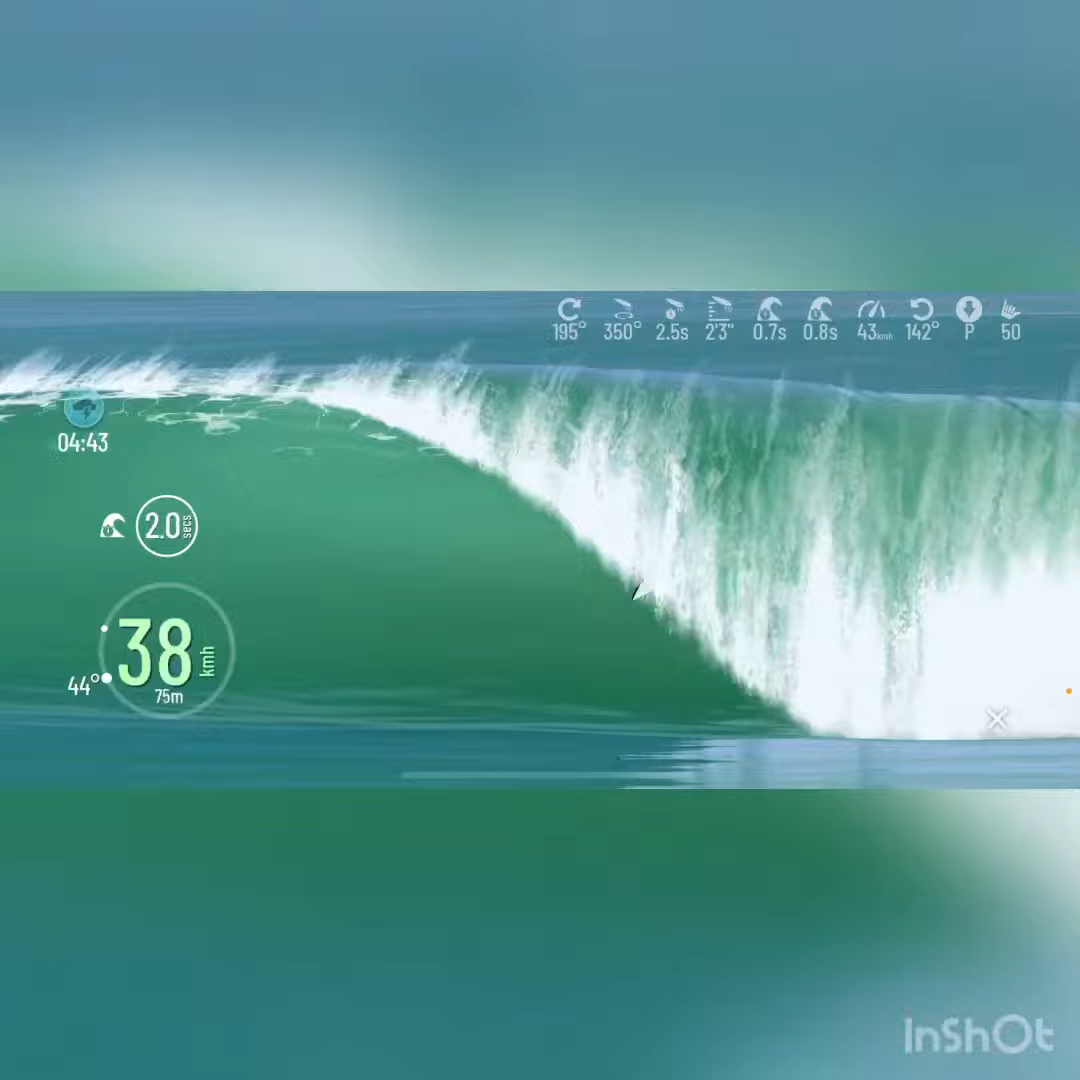 195° 350° 2.5s 2'3" 0.7s 0.8s 43kmh 142° P 50
04:43
2.0 secs
38 kmh
44°
75m
InShOt